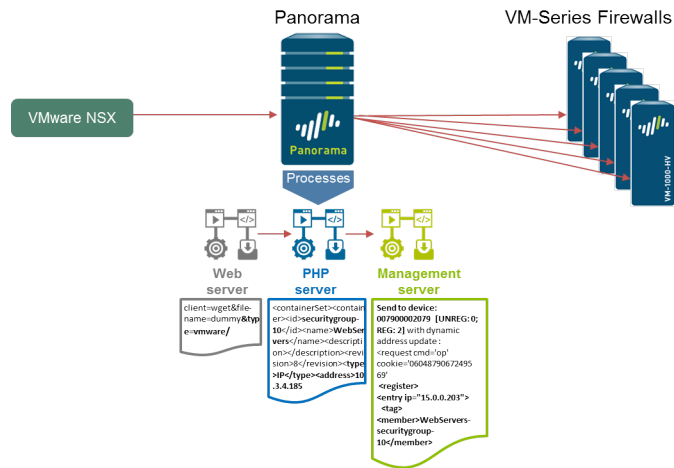 Panorama
VM-Series Firewalls
VMware NSX
Panorama
VM-1000-HV
Processes
</>
</>
</>
Web
server
PHP
server
Management
server
client=wget&file-
name=dummy&typ
e=vmware/
<containerSet><contain
er><id>securitygroup-
10</id><name>WebSer
vers</name><descripti
on></description><revi
sion>8</revision><type
>IP</type><address>10
.3.4.185
Send to device:
007900002079 [UNREG: 0;
REG: 2] with dynamic
address update :
<request cmd='op'
cookie='06048790672495
69'
<register>
<entry ip="15.0.0.203">
<tag>
<member>WebServers-
securitygroup-
10</member>